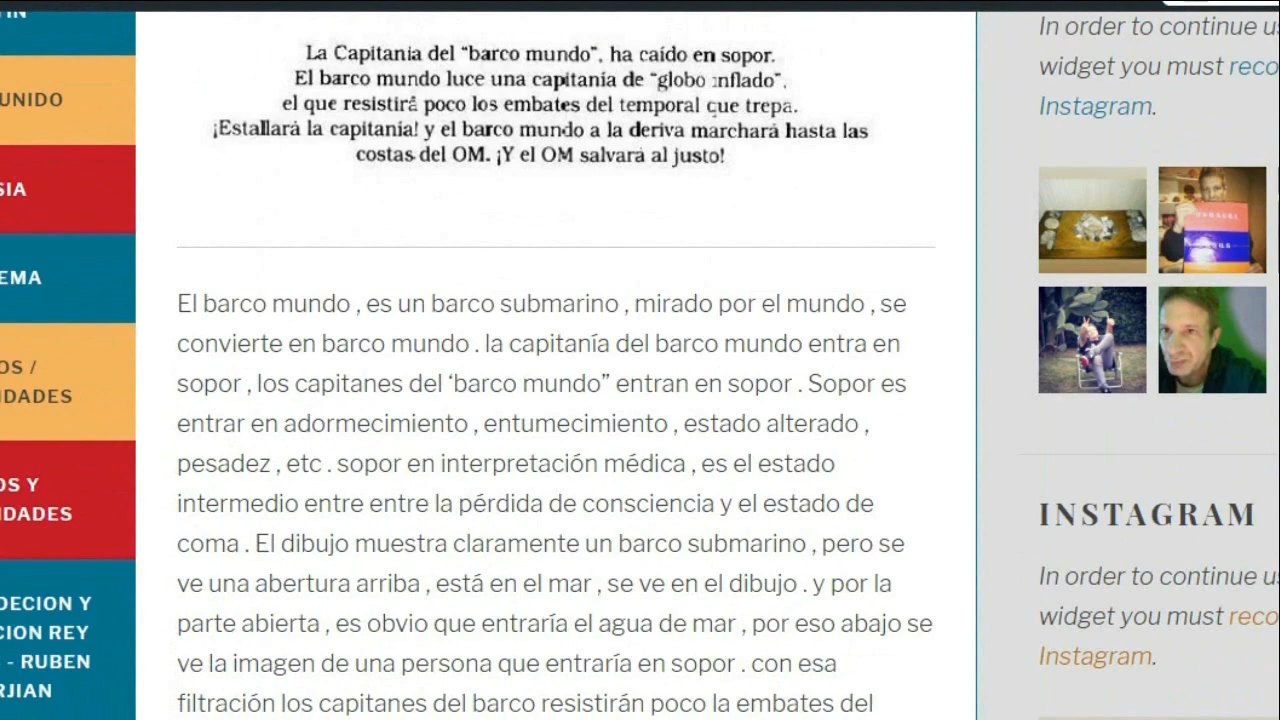 UNIDO
SIA
EMA
OS /
IDADES
OS Y
IDADES
DECION Y
CION REY
- RUBEN
RJIAN
La Capitania del "barco mundo", ha caído en sopor.
El barco mundo luce una capitanía de "globo inflado",
el que resistirá poco los embates del temporal que trepa.
¡Estallará la capitania! y el barco mundo a la deriva marchará hasta las
costas del OM. ¡Y el OM salvará al justo!
El barco mundo , es un barco submarino , mirado por el mundo , se
convierte en barco mundo . la capitanía del barco mundo entra en
sopor , los capitanes del ‘barco mundo” entran en sopor . Sopor es
entrar en adormecimiento , entumecimiento , estado alterado ,
pesadez , etc . sopor en interpretación médica , es el estado
intermedio entre entre la pérdida de consciencia y el estado de
coma . El dibujo muestra claramente un barco submarino , pero se
ve una abertura arriba , está en el mar , se ve en el dibujo . y por la
parte abierta , es obvio que entraría el agua de mar , por eso abajo se
ve la imagen de una persona que entraría en sopor . con esa
filtración los capitanes del barco resistirán poco la embates del
In order to continue us
widget you must reco
Instagram.
INSTAGRAM
In order to continue us
widget you must reco
Instagram.